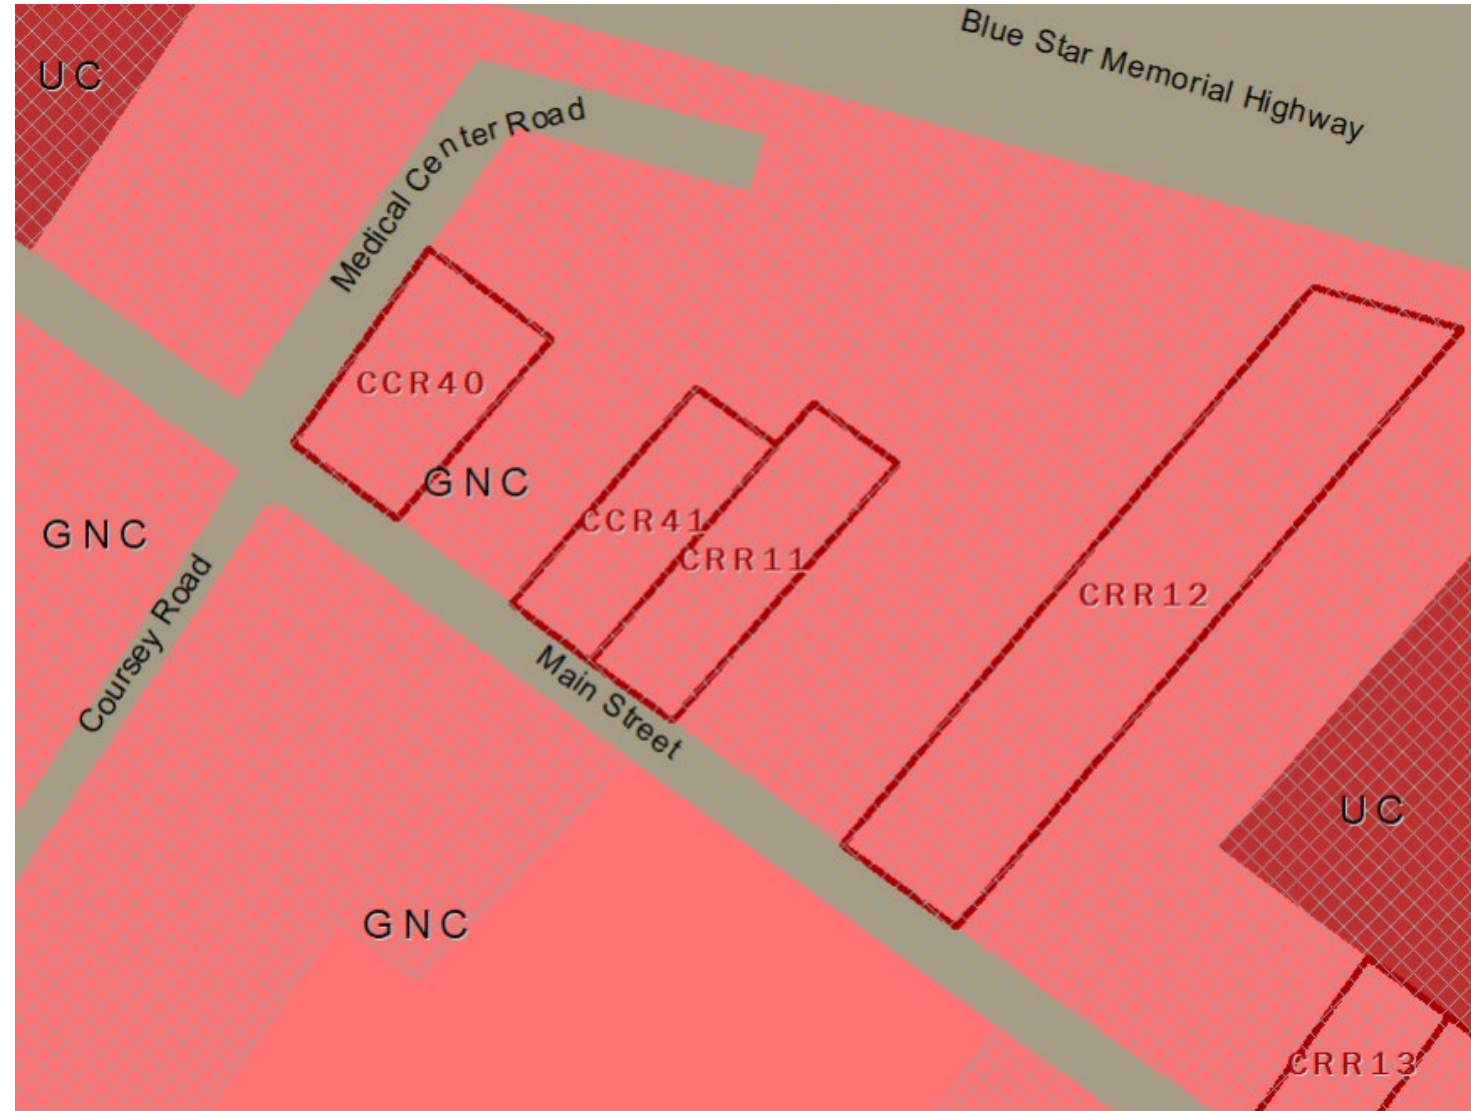 Blue Star Memorial Highway
UC
Medical Center Road
CCR40
GNC
CCR41
GNC
CRR11
CRR12
Coursey Road
Main Street
UC
GNC
CRR13